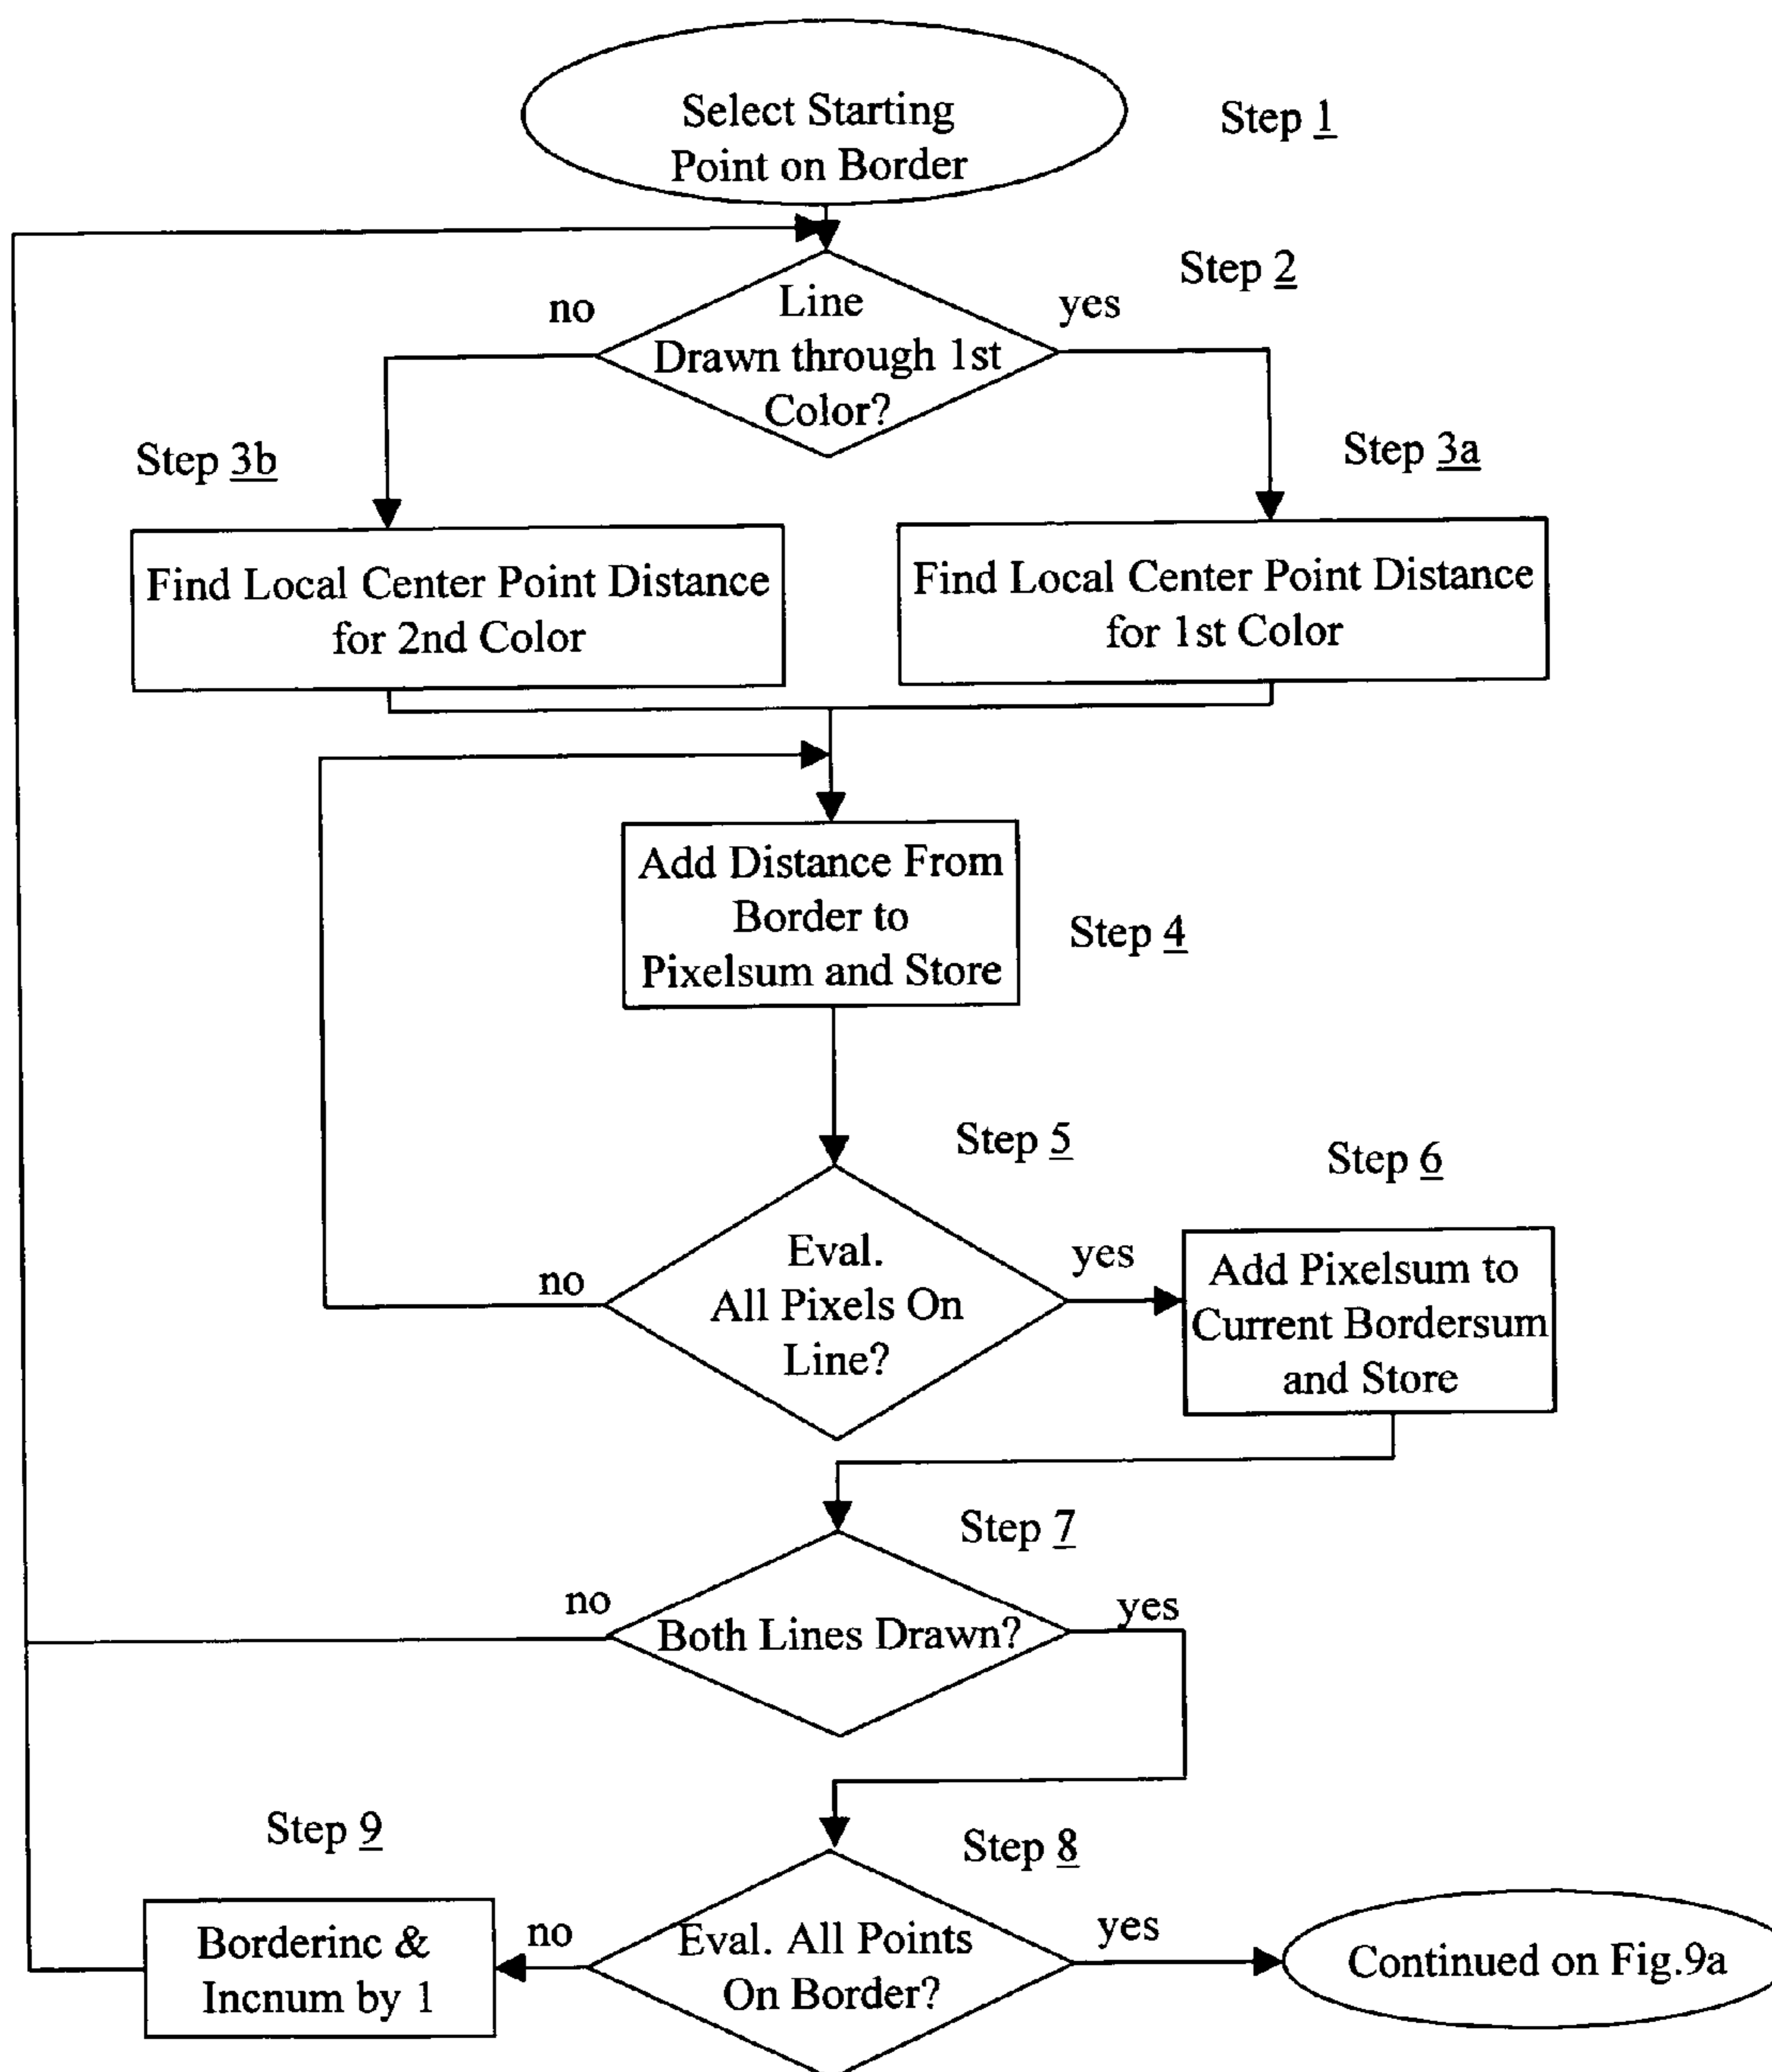 Select Starting
Point on Border
Step 1
Step 2
no
Line
Drawn through 1st
Color?
yes
Step 3b
Step 3a
Find Local Center Point Distance
for 2nd Color
Find Local Center Point Distance
for 1st Color
Add Distance From
Border to
Pixelsum and Store
Step 4
Step 5
Step 6
no
Eval.
All Pixels On
Line?
yes
Add Pixelsum to
Current Bordersum
and Store
Step 7
no
Both Lines Drawn?
yes
Step 9
Step 8
Borderinc &
Incnum by 1
no
Eval. All Points
On Border?
yes
Continued on Fig.9a